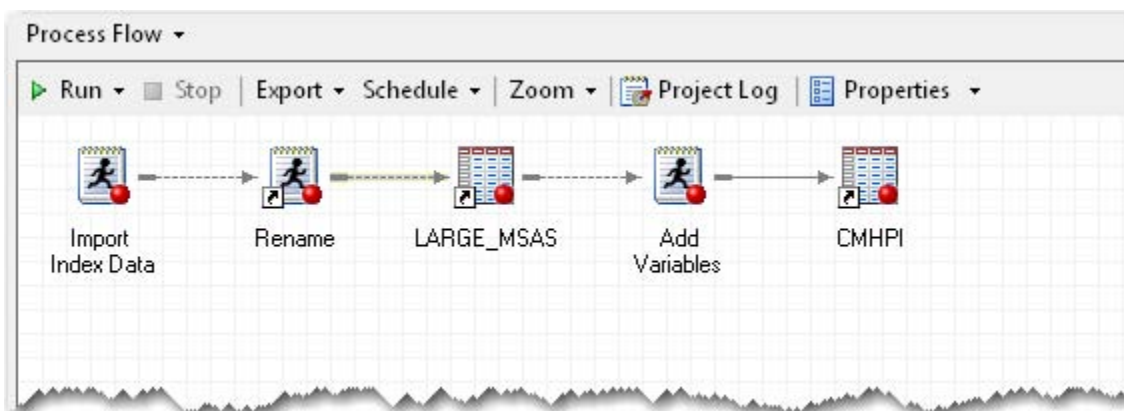 Process Flow
Run Stop Export Schedule Zoom Project Log Properties
Import
Index Data
Rename
LARGE_MSAS
Add
Variables
CMHPI